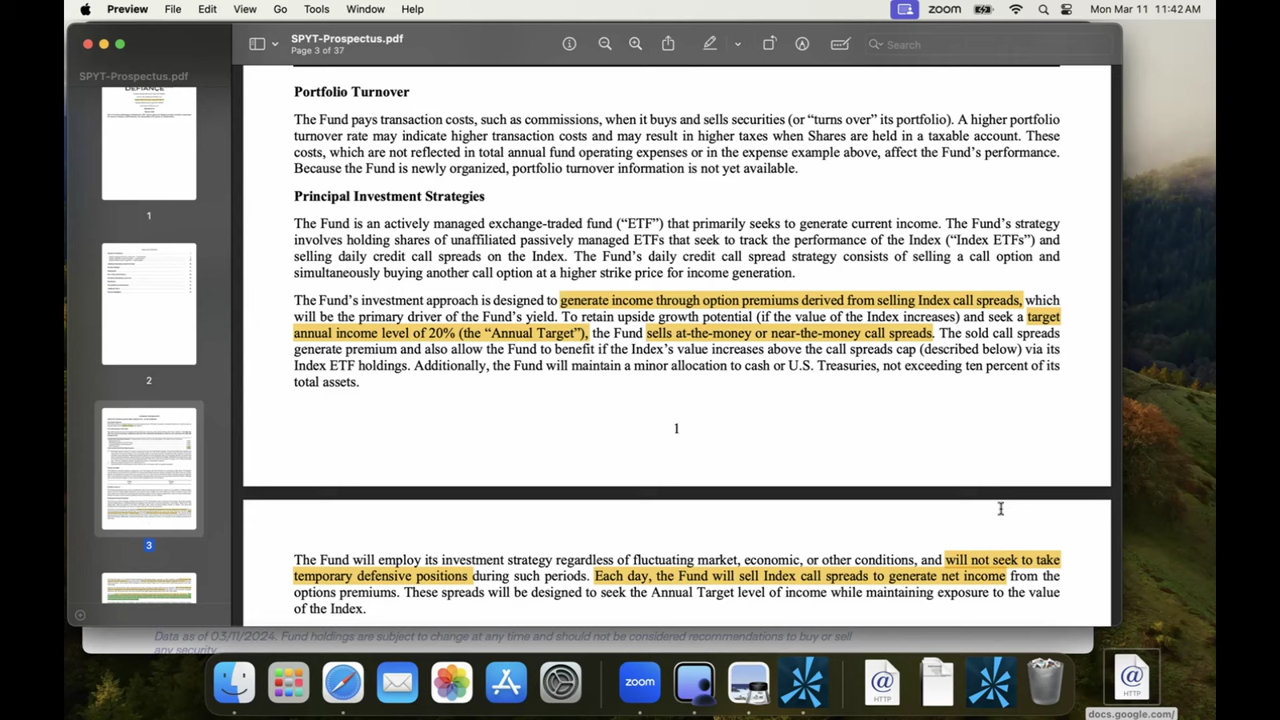 Preview File Edit View Go Tools Window Help zoom Mon Mar 11 11:42 AM
SPYT-Prospectus.pdf
Page 3 of 37
Search
SPYT-Prospectus.pdf
DEFIANCE
1
2
3
Portfolio Turnover
The Fund pays transaction costs, such as commissions, when it buys and sells securities (or “turns over” its portfolio). A higher portfolio
turnover rate may indicate higher transaction costs and may result in higher taxes when Shares are held in a taxable account. These
costs, which are not reflected in total annual fund operating expenses or in the expense example above, affect the Fund’s performance.
Because the Fund is newly organized, portfolio turnover information is not yet available.
Principal Investment Strategies
The Fund is an actively managed exchange-traded fund (“ETF”) that primarily seeks to generate current income. The Fund’s strategy
involves holding shares of unaffiliated passively managed ETFs that seek to track the performance of the Index (“Index ETFs”) and
selling daily credit call spreads on the Index. The Fund’s daily credit call spread strategy consists of selling a call option and
simultaneously buying another call option at a higher strike price for income generation.
The Fund’s investment approach is designed to generate income through option premiums derived from selling Index call spreads, which
will be the primary driver of the Fund’s yield. To retain upside growth potential (if the value of the Index increases) and seek a target
annual income level of 20% (the “Annual Target”), the Fund sells at-the-money or near-the-money call spreads. The sold call spreads
generate premium and also allow the Fund to benefit if the Index’s value increases above the call spreads cap (described below) via its
Index ETF holdings. Additionally, the Fund will maintain a minor allocation to cash or U.S. Treasuries, not exceeding ten percent of its
total assets.
1
The Fund will employ its investment strategy regardless of fluctuating market, economic, or other conditions, and will not seek to take
temporary defensive positions during such periods. Each day, the Fund will sell Index call spreads to generate net income from the
options premiums. These spreads will be designed to seek the Annual Target level of income while maintaining exposure to the value
of the Index.
Data as of 03/11/2024. Fund holdings are subject to change at any time and should not be considered recommendations to buy or sell
any security.
zoom
HTTP
HTTP
docs.google.com/